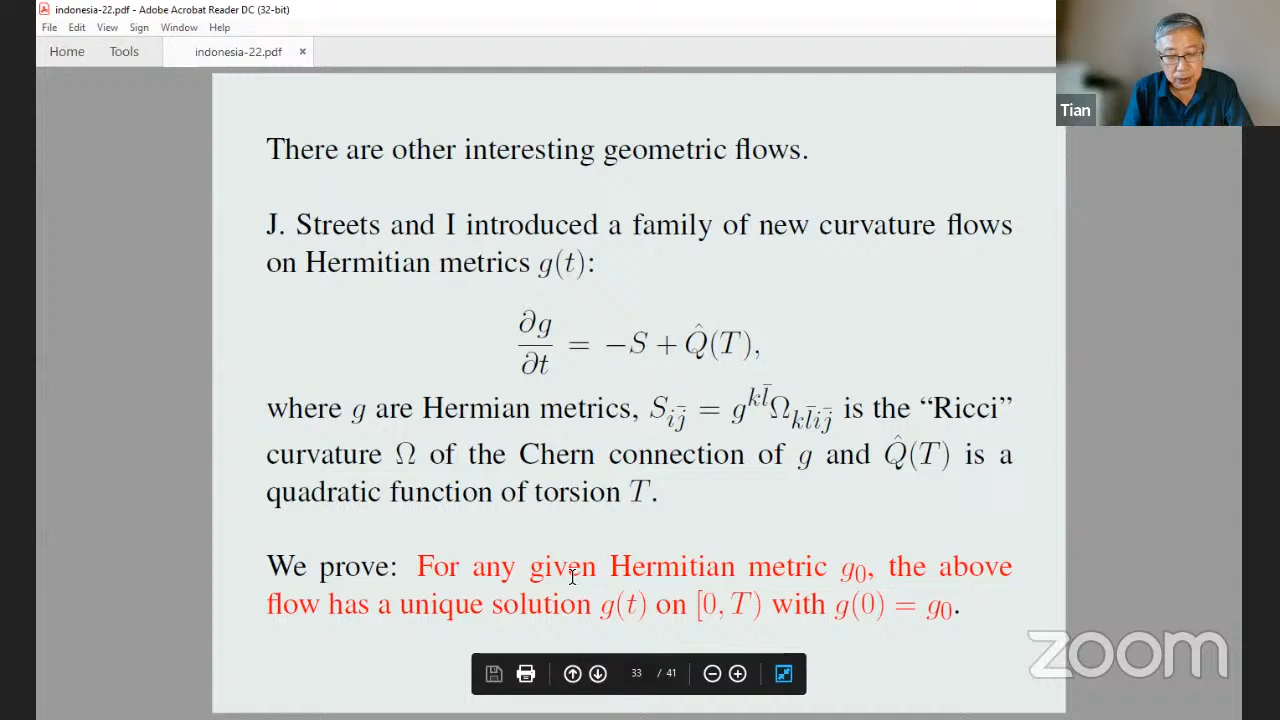 indonesia-22.pdf - Adobe Acrobat Reader DC (32-bit)
File Edit View Sign Window Help
Home Tools indonesia-22.pdf ×
Tian
There are other interesting geometric flows.
J. Streets and I introduced a family of new curvature flows
on Hermitian metrics g(t):
∂g/∂t = −S + Q̂(T),
where g are Hermian metrics, S_{ij̄} = g^{kl̄}Ω_{kl̄ij̄} is the “Ricci”
curvature Ω of the Chern connection of g and Q̂(T) is a
quadratic function of torsion T.
We prove: For any given Hermitian metric g₀, the above
flow has a unique solution g(t) on [0, T) with g(0) = g₀.
zoom
33 / 41